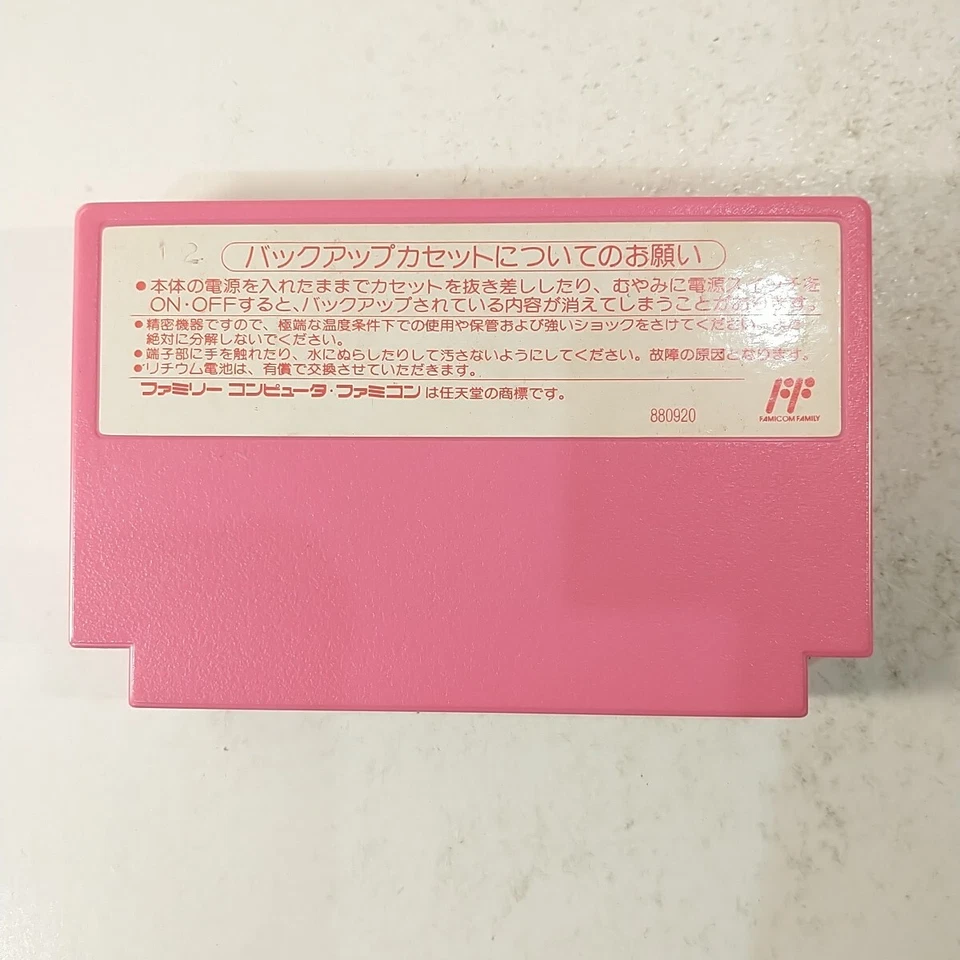 12
バックアップカセットについてのお願い
●本体の電源を入れたままでカセットを抜き差ししたり、むやみに電源スイッチを
ON・OFFすると、バックアップされている内容が消えてしまうことがあります。
●精密機器ですので、極端な温度条件下での使用や保管および強いショックをさけてください。
絶対に分解しないでください。
●端子部に手を触れたり、水にぬらしたりして汚さないようにしてください。故障の原因となります。
●リチウム電池は、有償で交換させていただきます。
ファミリー コンピュータ・ファミコンは任天堂の商標です。
880920
FAMICOM FAMILY